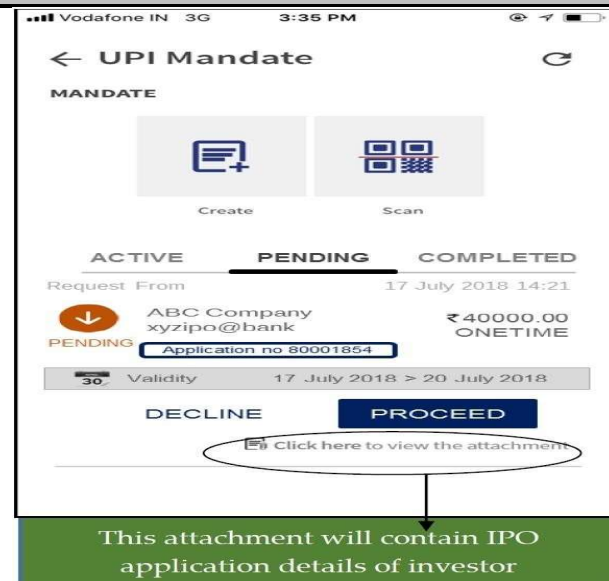 Vodafone IN 3G 3:35 PM
UPI Mandate
MANDATE
Create Scan
ACTIVE PENDING COMPLETED
Request From 17 July 2018 14:21
ABC Company ₹40000.00
xyzipo@bank ONETIME
PENDING
Application no 80001854
30 Validity 17 July 2018 > 20 July 2018
DECLINE PROCEED
Click here to view the attachment
This attachment will contain IPO
application details of investor